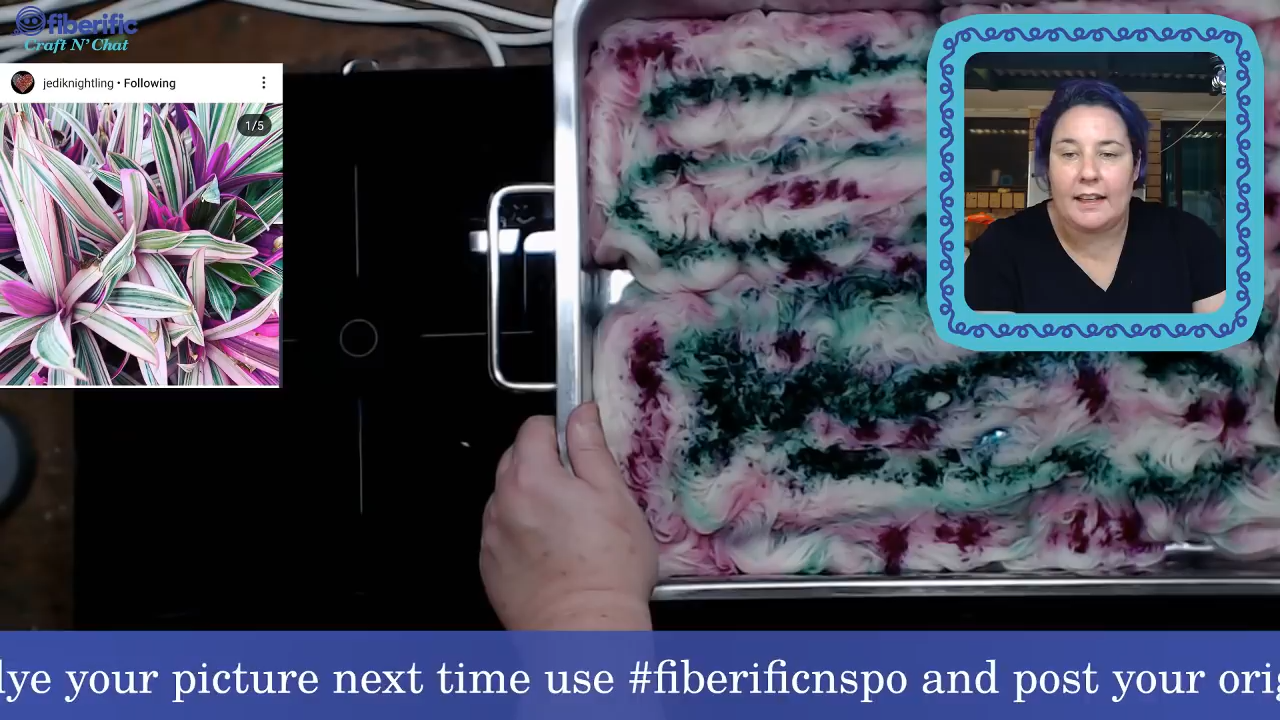 fiberific
Craft N' Chat
jediknightling • Following
1/5
dye your picture next time use #fiberificnspo and post your orig